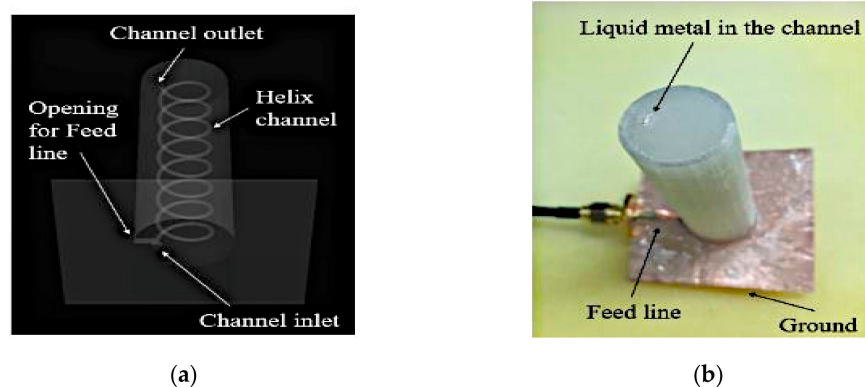 Channel outlet
Opening
for Feed
line
Helix
channel
Channel inlet
(a)
Liquid metal in the channel
Feed line
Ground
(b)